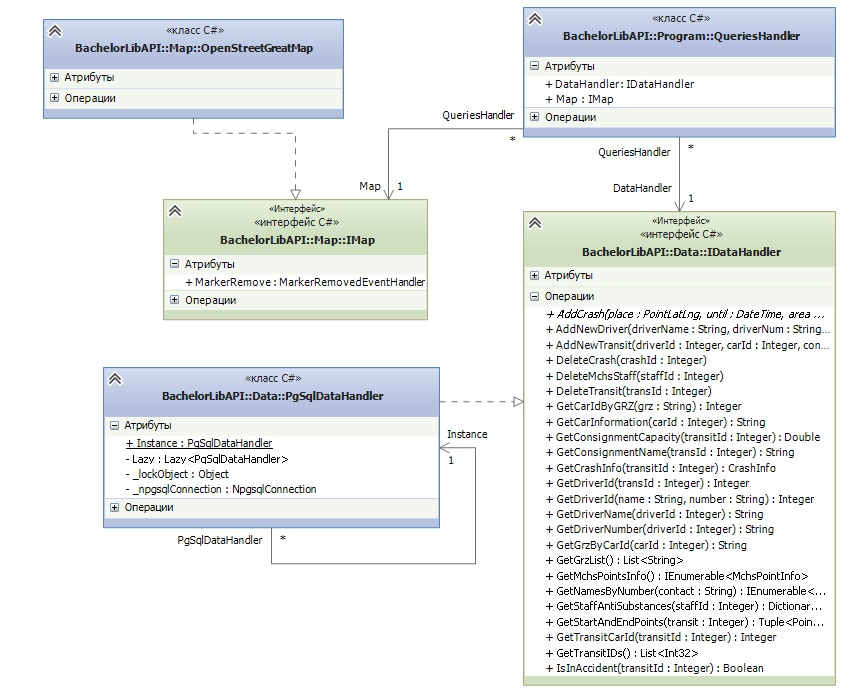 «класс C#»
BachelorLibAPI::Map::OpenStreetGreatMap
Атрибуты
Операции
«класс C#»
BachelorLibAPI::Program::QueriesHandler
Атрибуты
+ DataHandler: IDataHandler
+ Map : IMap
Операции
QueriesHandler
*
Map
1
QueriesHandler
*
DataHandler
1
«Интерфейс»
«интерфейс C#»
BachelorLibAPI::Map::IMap
Атрибуты
+ MarkerRemove : MarkerRemovedEventHandler
Операции
«Интерфейс»
«интерфейс C#»
BachelorLibAPI::Data::IDataHandler
Атрибуты
Операции
+ AddCrash(place : PointLatLng, until : DateTime, area ...
+ AddNewDriver(driverName : String, driverNum : String...
+ AddNewTransit(driverId : Integer, carId : Integer, con...
+ DeleteCrash(crashId : Integer)
+ DeleteMchsStaff(staffId : Integer)
+ DeleteTransit(transId : Integer)
+ GetCarIdByGRZ(grz : String) : Integer
+ GetCarInformation(carId : Integer) : String
+ GetConsignmentCapacity(transitId : Integer) : Double
+ GetConsignmentName(transId : Integer) : String
+ GetCrashInfo(transitId : Integer) : CrashInfo
+ GetDriverId(transId : Integer) : Integer
+ GetDriverId(name : String, number : String) : Integer
+ GetDriverName(driverId : Integer) : String
+ GetDriverNumber(driverId : Integer) : String
+ GetGrzByCarId(carId : Integer) : String
+ GetGrzList() : List<String>
+ GetMchsPointsInfo() : IEnumerable<MchsPointInfo>
+ GetNamesByNumber(contact : String) : IEnumerable<...
+ GetStaffAntiSubstances(staffId : Integer) : Dictionar...
+ GetStartAndEndPoints(transit : Integer) : Tuple<Poin...
+ GetTransitCarId(transitId : Integer) : Integer
+ GetTransitIDs() : List<Int32>
+ IsInAccident(transitId : Integer) : Boolean
«класс C#»
BachelorLibAPI::Data::PgSqlDataHandler
Атрибуты
+ Instance : PgSqlDataHandler
- Lazy : Lazy<PgSqlDataHandler>
- _lockObject : Object
- _npgsqlConnection : NpgsqlConnection
Операции
Instance
1
PgSqlDataHandler
*